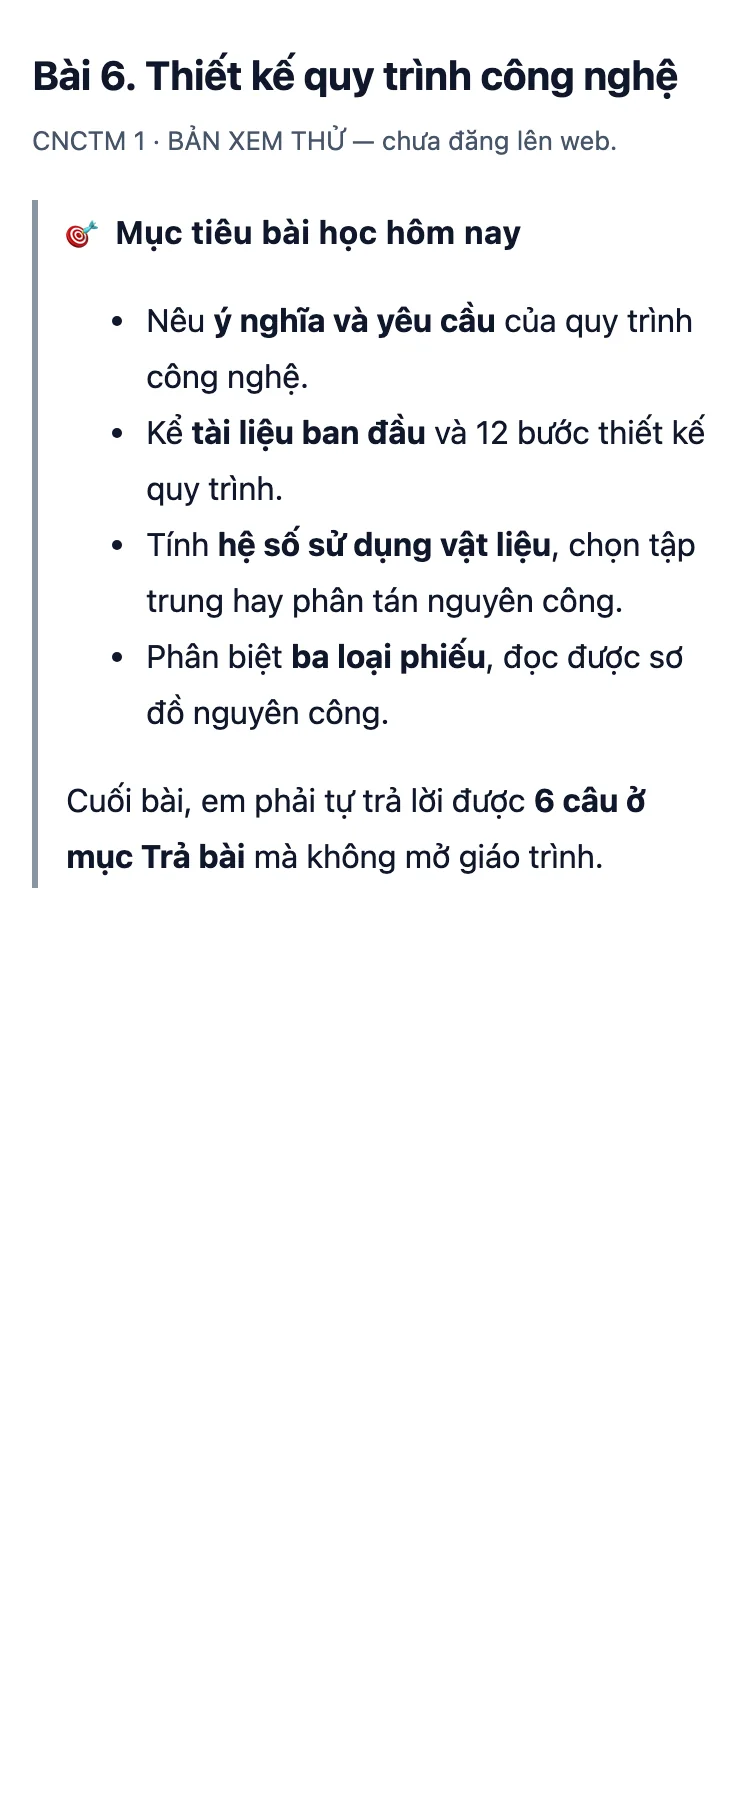 Bài 6. Thiết kế quy trình công nghệ
CNCTM 1 · BẢN XEM THỬ — chưa đăng lên web.
🎯 Mục tiêu bài học hôm nay
• Nêu ý nghĩa và yêu cầu của quy trình
công nghệ.
• Kể tài liệu ban đầu và 12 bước thiết kế
quy trình.
• Tính hệ số sử dụng vật liệu, chọn tập
trung hay phân tán nguyên công.
• Phân biệt ba loại phiếu, đọc được sơ
đồ nguyên công.
Cuối bài, em phải tự trả lời được 6 câu ở
mục Trả bài mà không mở giáo trình.